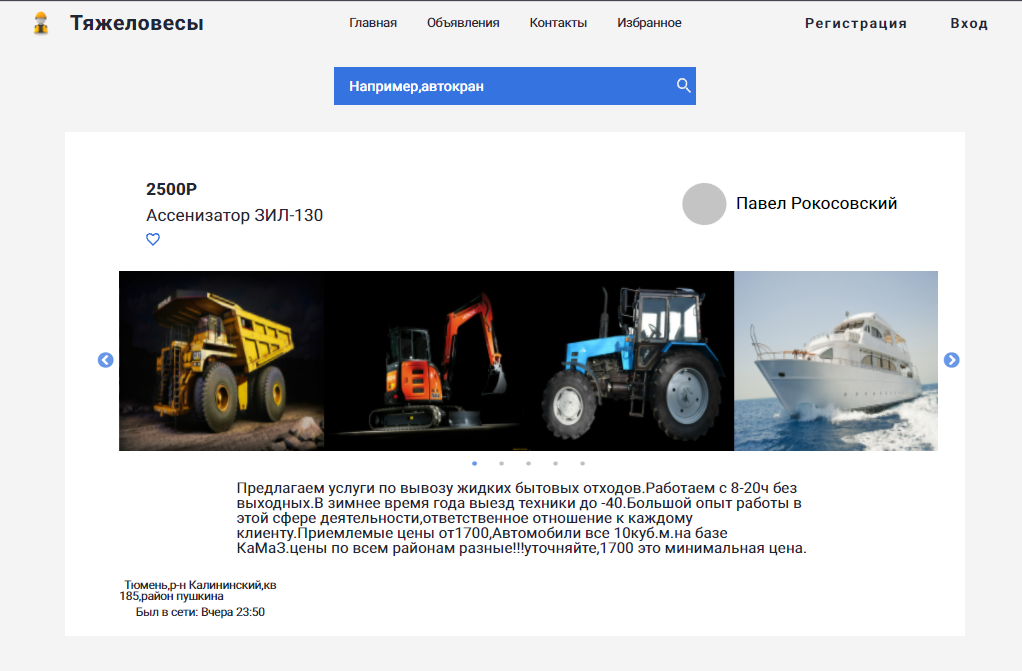 Тяжеловесы
Главная Объявления Контакты Избранное
Регистрация Вход
Например,автокран
2500Р
Ассенизатор ЗИЛ-130
Павел Рокосовский
Предлагаем услуги по вывозу жидких бытовых отходов.Работаем с 8-20ч без
выходных.В зимнее время года выезд техники до -40.Большой опыт работы в
этой сфере деятельности,ответственное отношение к каждому
клиенту.Приемлемые цены от1700,Автомобили все 10куб.м.на базе
КаМаЗ.цены по всем районам разные!!!уточняйте,1700 это минимальная цена.
Тюмень,р-н Калининский,кв
185,район пушкина
Был в сети: Вчера 23:50